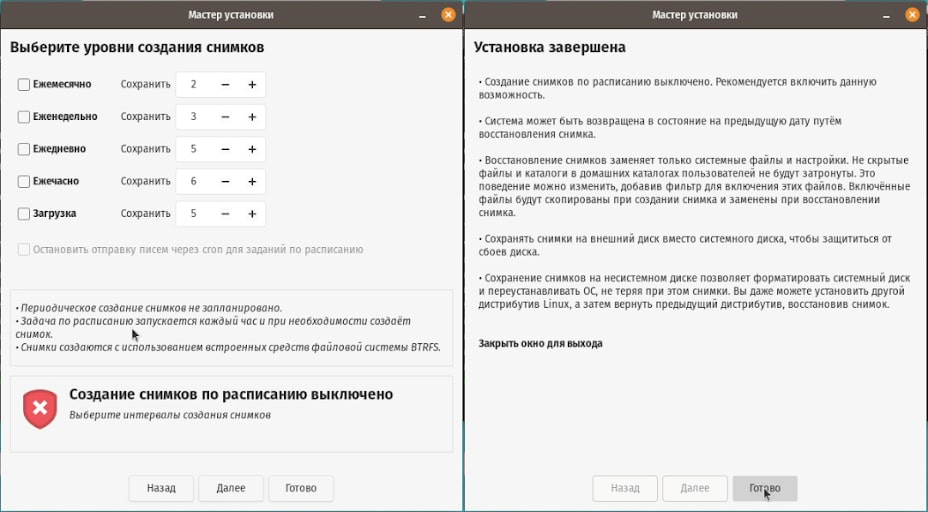 Мастер установки
Выберите уровни создания снимков
Ежемесячно Сохранить 2 − +
Еженедельно Сохранить 3 − +
Ежедневно Сохранить 5 − +
Ежечасно Сохранить 6 − +
Загрузка Сохранить 5 − +
Остановить отправку писем через cron для заданий по расписанию
• Периодическое создание снимков не запланировано.
• Задача по расписанию запускается каждый час и при необходимости создаёт
снимок.
• Снимки создаются с использованием встроенных средств файловой системы BTRFS.
Создание снимков по расписанию выключено
Выберите интервалы создания снимков
Назад Далее Готово
Мастер установки
Установка завершена
• Создание снимков по расписанию выключено. Рекомендуется включить данную
возможность.
• Система может быть возвращена в состояние на предыдущую дату путём
восстановления снимка.
• Восстановление снимков заменяет только системные файлы и настройки. Не скрытые
файлы и каталоги в домашних каталогах пользователей не будут затронуты. Это
поведение можно изменить, добавив фильтр для включения этих файлов. Включённые
файлы будут скопированы при создании снимка и заменены при восстановлении
снимка.
• Сохранять снимки на внешний диск вместо системного диска, чтобы защититься от
сбоев диска.
• Сохранение снимков на несистемном диске позволяет форматировать системный диск
и переустанавливать ОС, не теряя при этом снимки. Вы даже можете установить другой
дистрибутив Linux, а затем вернуть предыдущий дистрибутив, восстановив снимок.
Закрыть окно для выхода
Назад Далее Готово